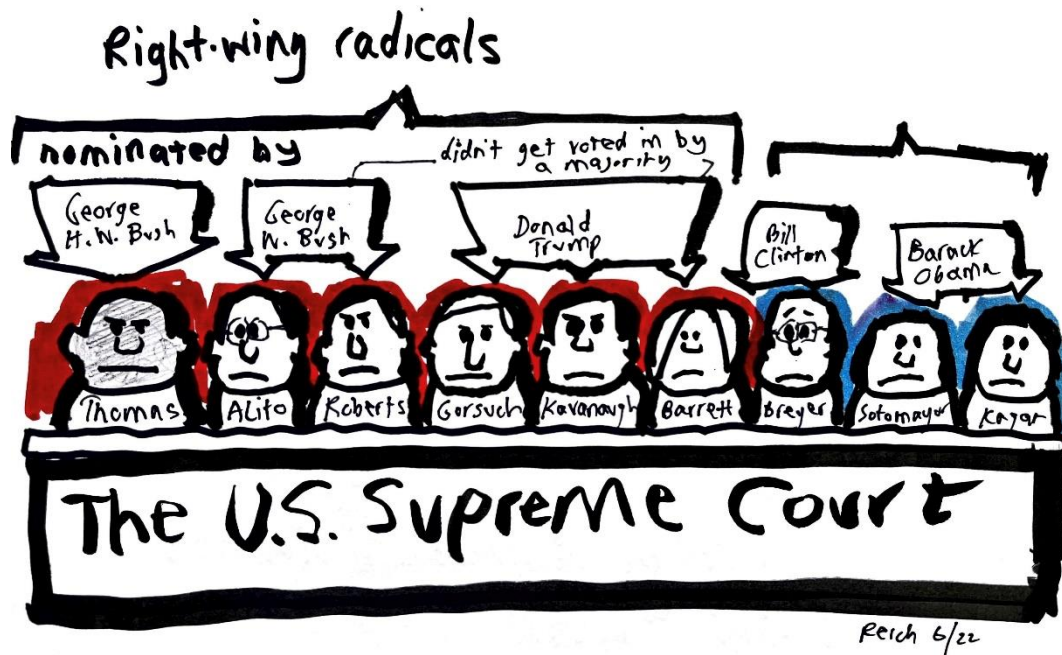 Right-wing radicals
nominated by
didn't get voted in by
a majority
George
H.W. Bush
George
W. Bush
Donald
Trump
Bill
Clinton
Barack
Obama
Thomas
Alito
Roberts
Gorsuch
Kavanaugh
Barrett
Breyer
Sotomayor
Kagan
The U.S. Supreme Court
Reich 6/22